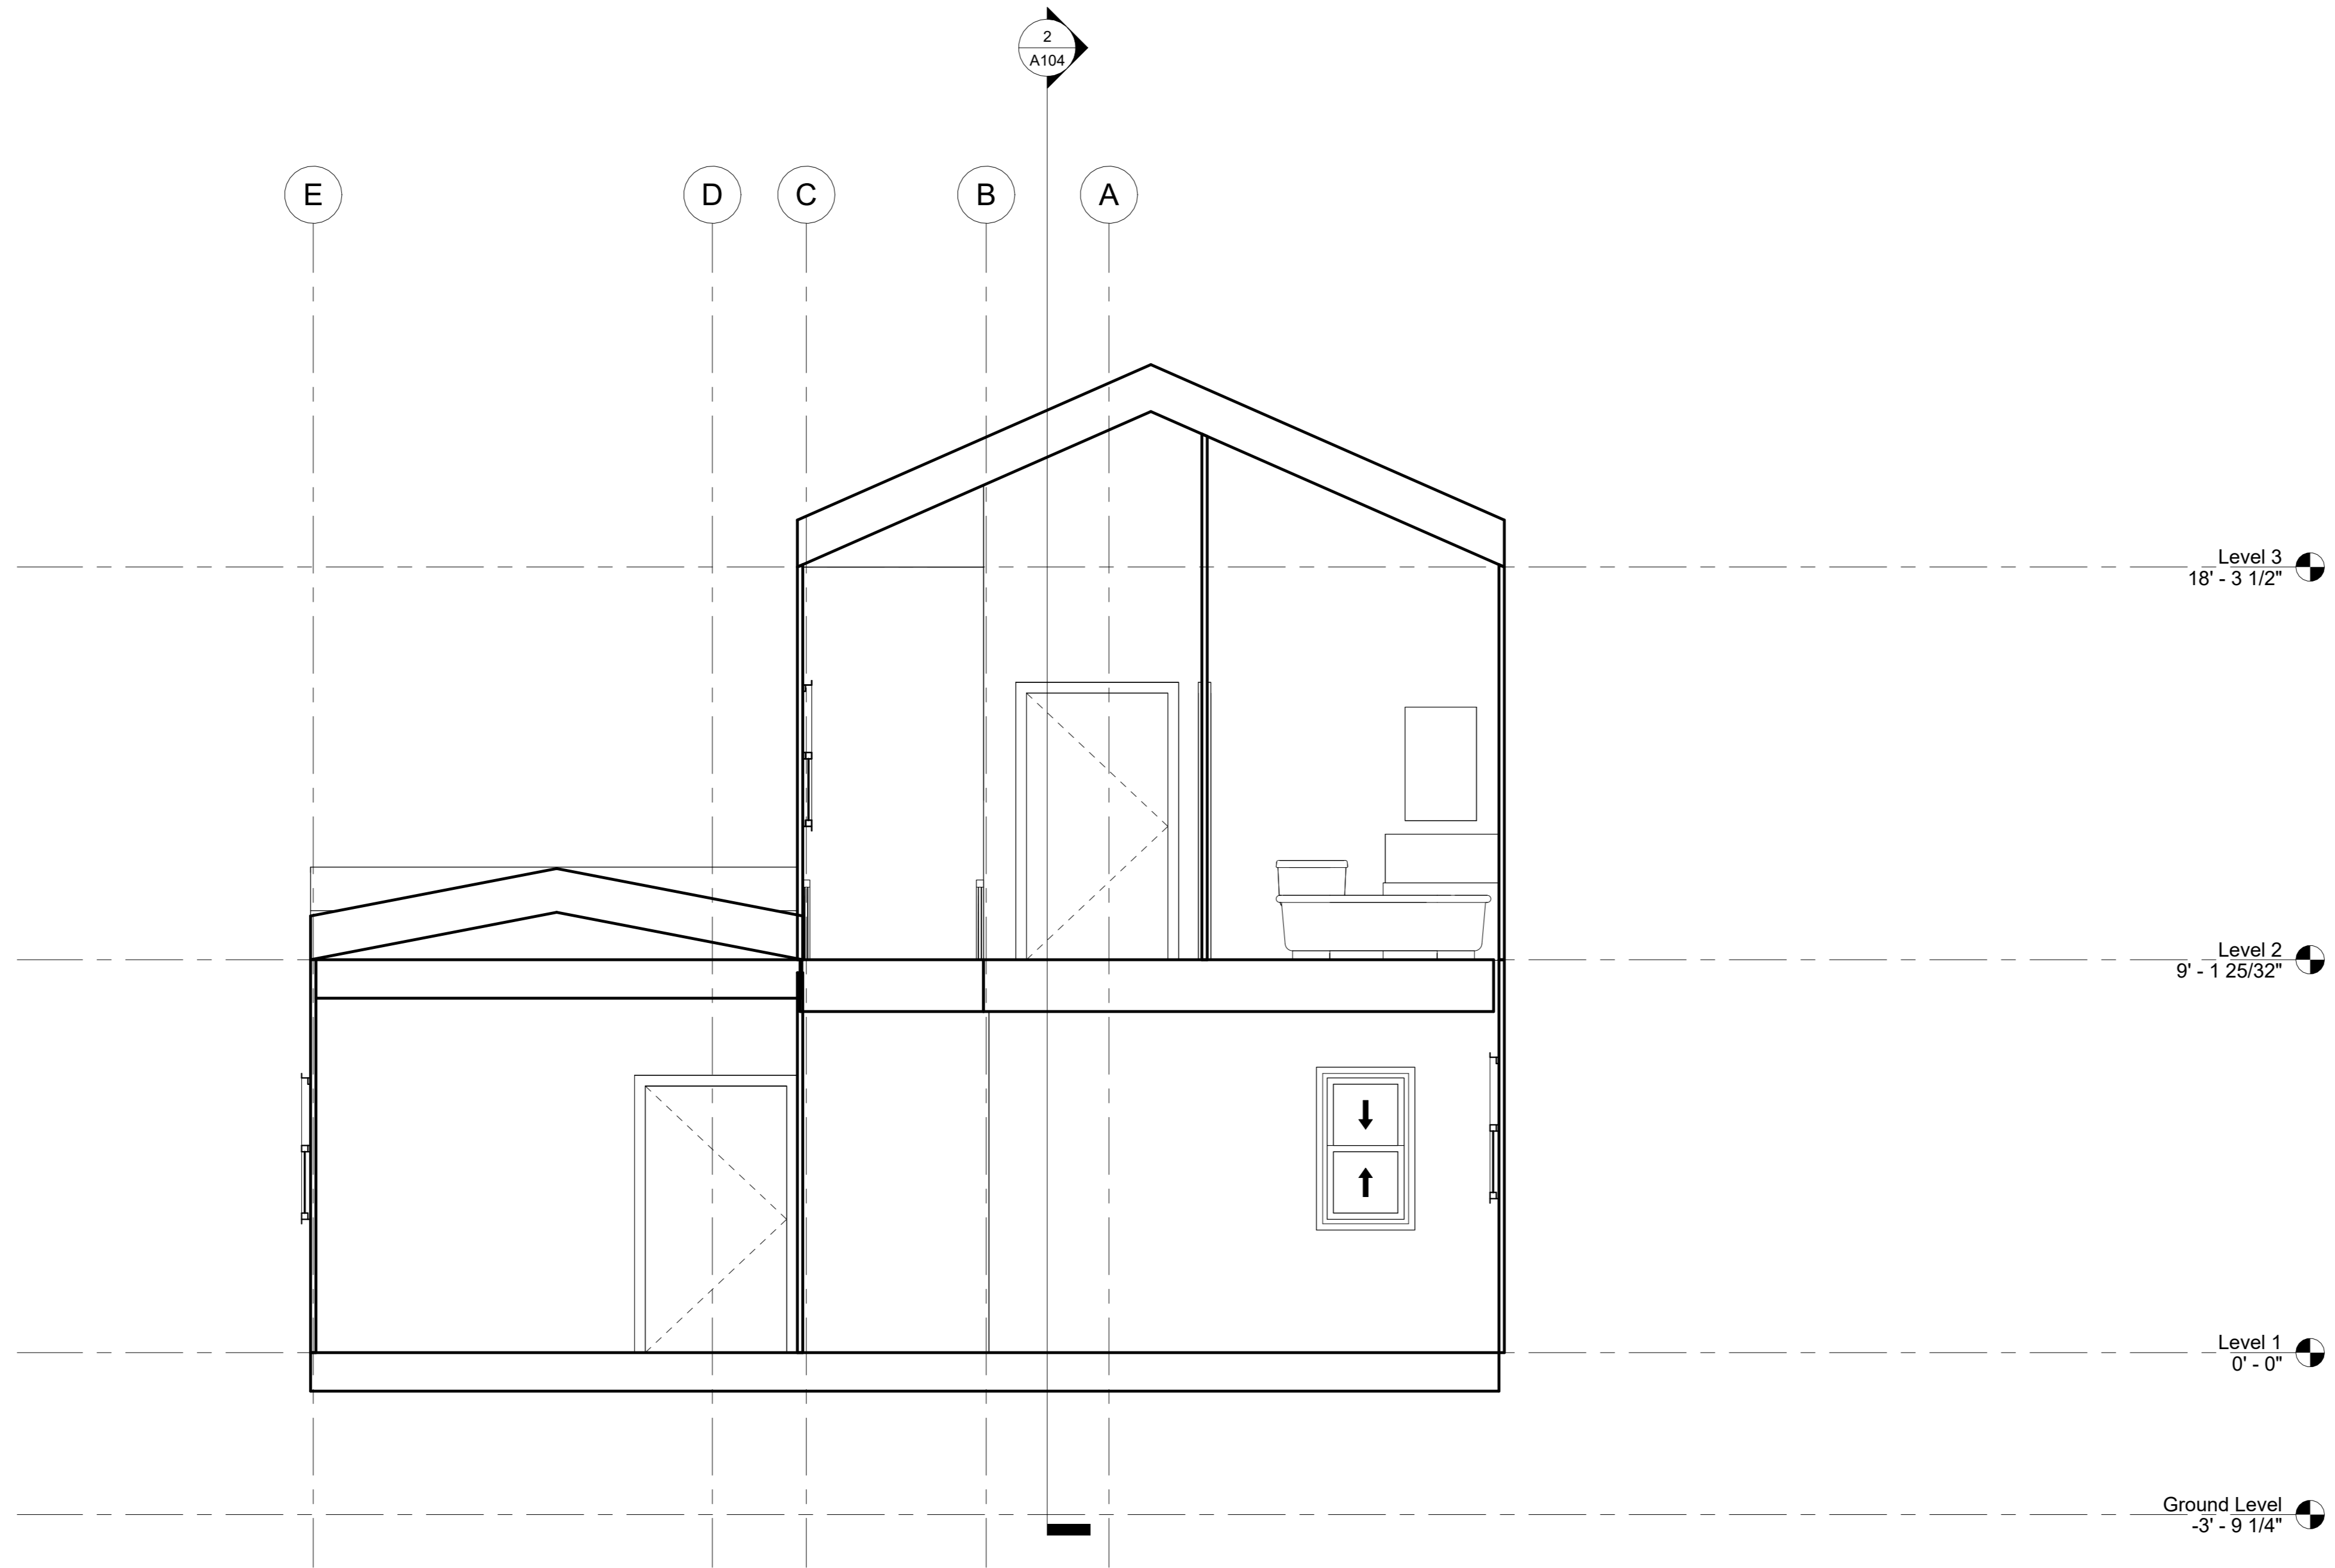 2
A104
E
D
C
B
A
Level 3
18' - 3 1/2"
Level 2
9' - 1 25/32"
Level 1
0' - 0"
Ground Level
-3' - 9 1/4"